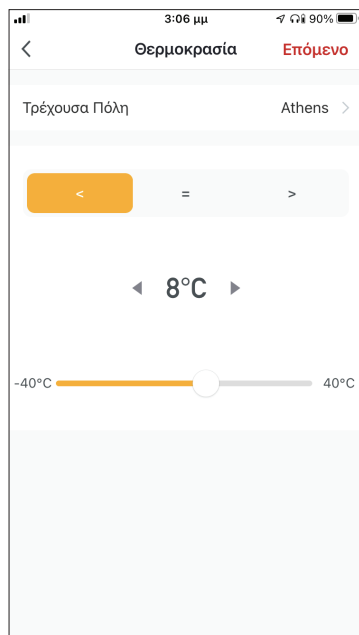 3:06 μμ 90%
Θερμοκρασία Επόμενο
Τρέχουσα Πόλη Athens
< = >
8°C
-40°C 40°C